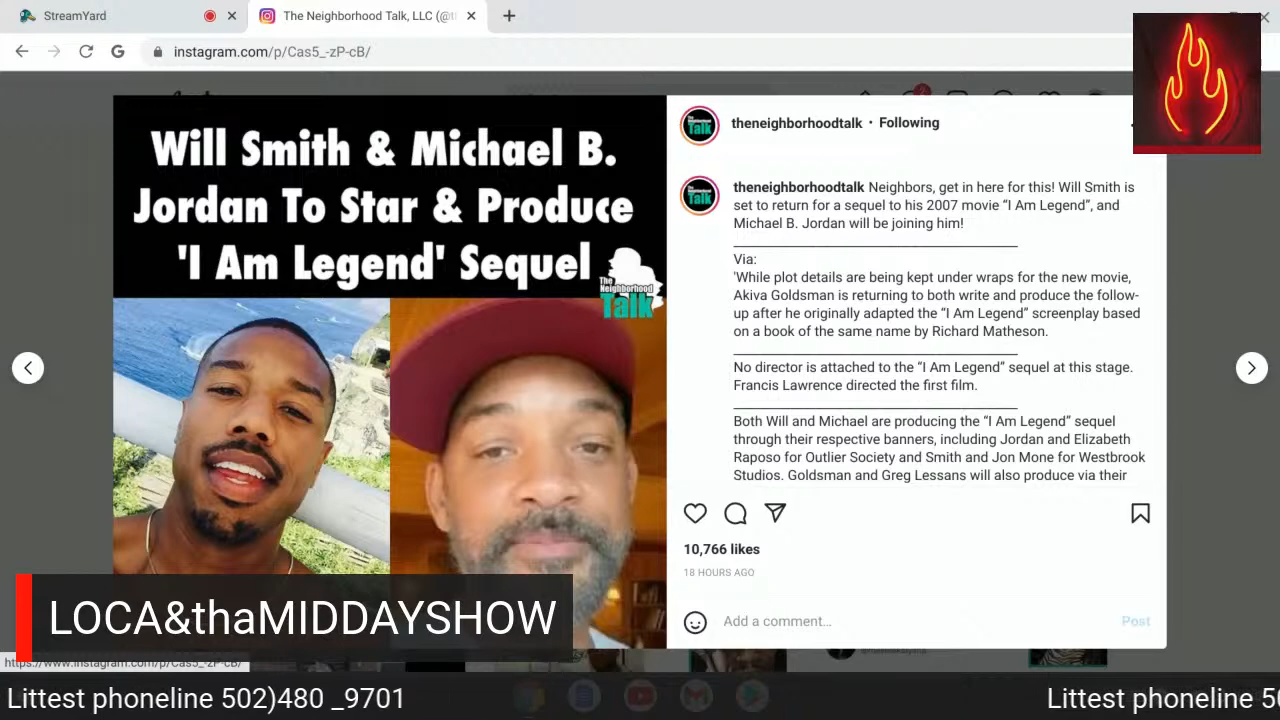 StreamYard
The Neighborhood Talk, LLC (@t
instagram.com/p/Cas5_-zP-cB/
Will Smith & Michael B.
Jordan To Star & Produce
'I Am Legend' Sequel
The
Neighborhood
Talk
theneighborhoodtalk • Following
theneighborhoodtalk Neighbors, get in here for this! Will Smith is
set to return for a sequel to his 2007 movie “I Am Legend”, and
Michael B. Jordan will be joining him!
Via:
'While plot details are being kept under wraps for the new movie,
Akiva Goldsman is returning to both write and produce the follow-
up after he originally adapted the “I Am Legend” screenplay based
on a book of the same name by Richard Matheson.
No director is attached to the “I Am Legend” sequel at this stage.
Francis Lawrence directed the first film.
Both Will and Michael are producing the “I Am Legend” sequel
through their respective banners, including Jordan and Elizabeth
Raposo for Outlier Society and Smith and Jon Mone for Westbrook
Studios. Goldsman and Greg Lessans will also produce via their
10,766 likes
18 HOURS AGO
Add a comment...
Post
LOCA&thaMIDDAYSHOW
https://www.instagram.com/p/Cas5_-zP-cB/
Littest phoneline 502)480 _9701
Littest phoneline 50